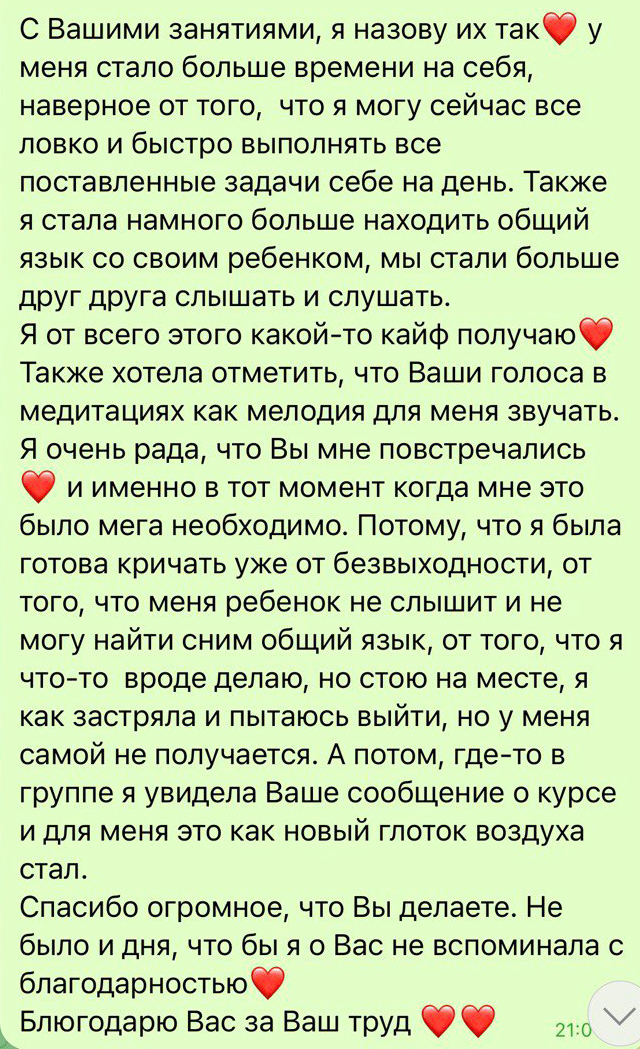 С Вашими занятиями, я назову их так❤️ у
меня стало больше времени на себя,
наверное от того,  что я могу сейчас все
ловко и быстро выполнять все
поставленные задачи себе на день. Также
я стала намного больше находить общий
язык со своим ребенком, мы стали больше
друг друга слышать и слушать.
Я от всего этого какой-то кайф получаю❤️
Также хотела отметить, что Ваши голоса в
медитациях как мелодия для меня звучать.
Я очень рада, что Вы мне повстречались
❤️ и именно в тот момент когда мне это
было мега необходимо. Потому, что я была
готова кричать уже от безвыходности, от
того, что меня ребенок не слышит и не
могу найти сним общий язык, от того, что я
что-то  вроде делаю, но стою на месте, я
как застряла и пытаюсь выйти, но у меня
самой не получается. А потом, где-то в
группе я увидела Ваше сообщение о курсе
и для меня это как новый глоток воздуха
стал.
Спасибо огромное, что Вы делаете. Не
было и дня, что бы я о Вас не вспоминала с
благодарностью❤️
Блюгодарю Вас за Ваш труд ❤️❤️